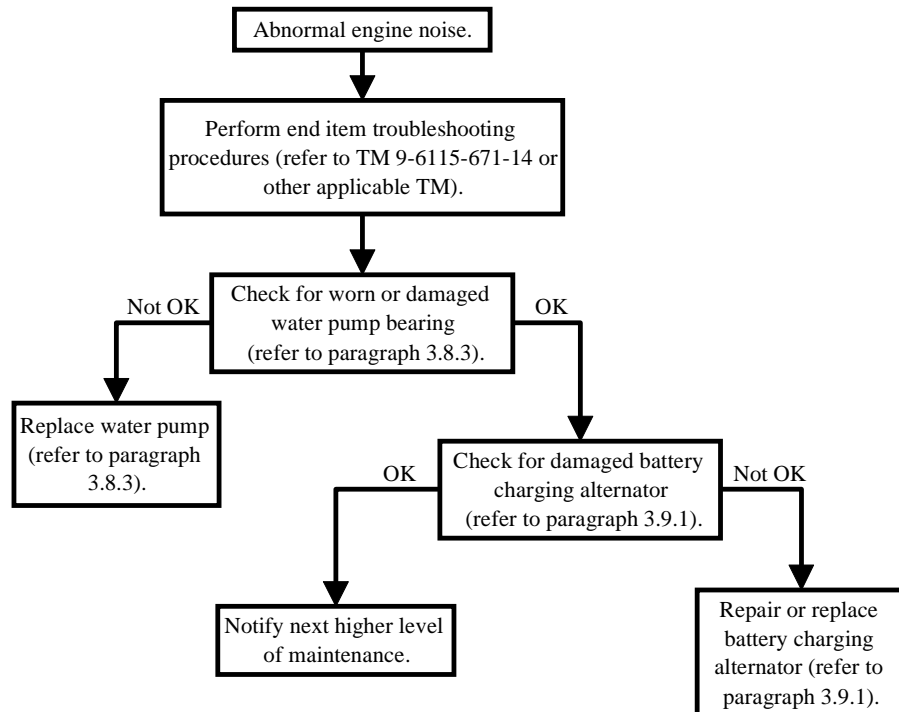 Abnormal engine noise.
Perform end item troubleshooting
procedures (refer to TM 9-6115-671-14 or
other applicable TM).
Not OK
Check for worn or damaged
water pump bearing
(refer to paragraph 3.8.3).
OK
Replace water pump
(refer to paragraph
3.8.3).
OK
Check for damaged battery
charging alternator
(refer to paragraph 3.9.1).
Not OK
Notify next higher level
of maintenance.
Repair or replace
battery charging
alternator (refer to
paragraph 3.9.1).